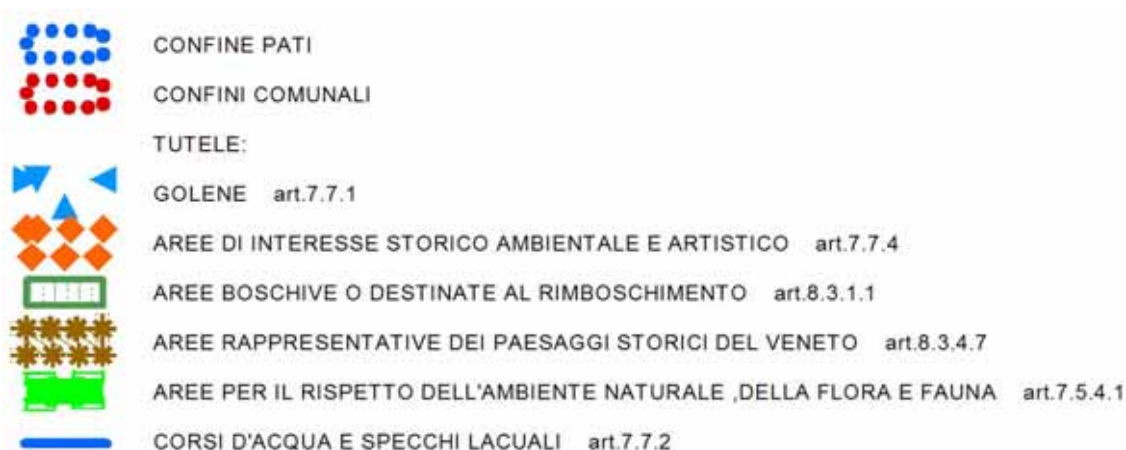 CONFINE PATI
CONFINI COMUNALI
TUTELE:
GOLENE art.7.7.1
AREE DI INTERESSE STORICO AMBIENTALE E ARTISTICO art.7.7.4
AREE BOSCHIVE O DESTINATE AL RIMBOSCHIMENTO art.8.3.1.1
AREE RAPPRESENTATIVE DEI PAESAGGI STORICI DEL VENETO art.8.3.4.7
AREE PER IL RISPETTO DELL'AMBIENTE NATURALE ,DELLA FLORA E FAUNA art.7.5.4.1
CORSI D'ACQUA E SPECCHI LACUALI art.7.7.2